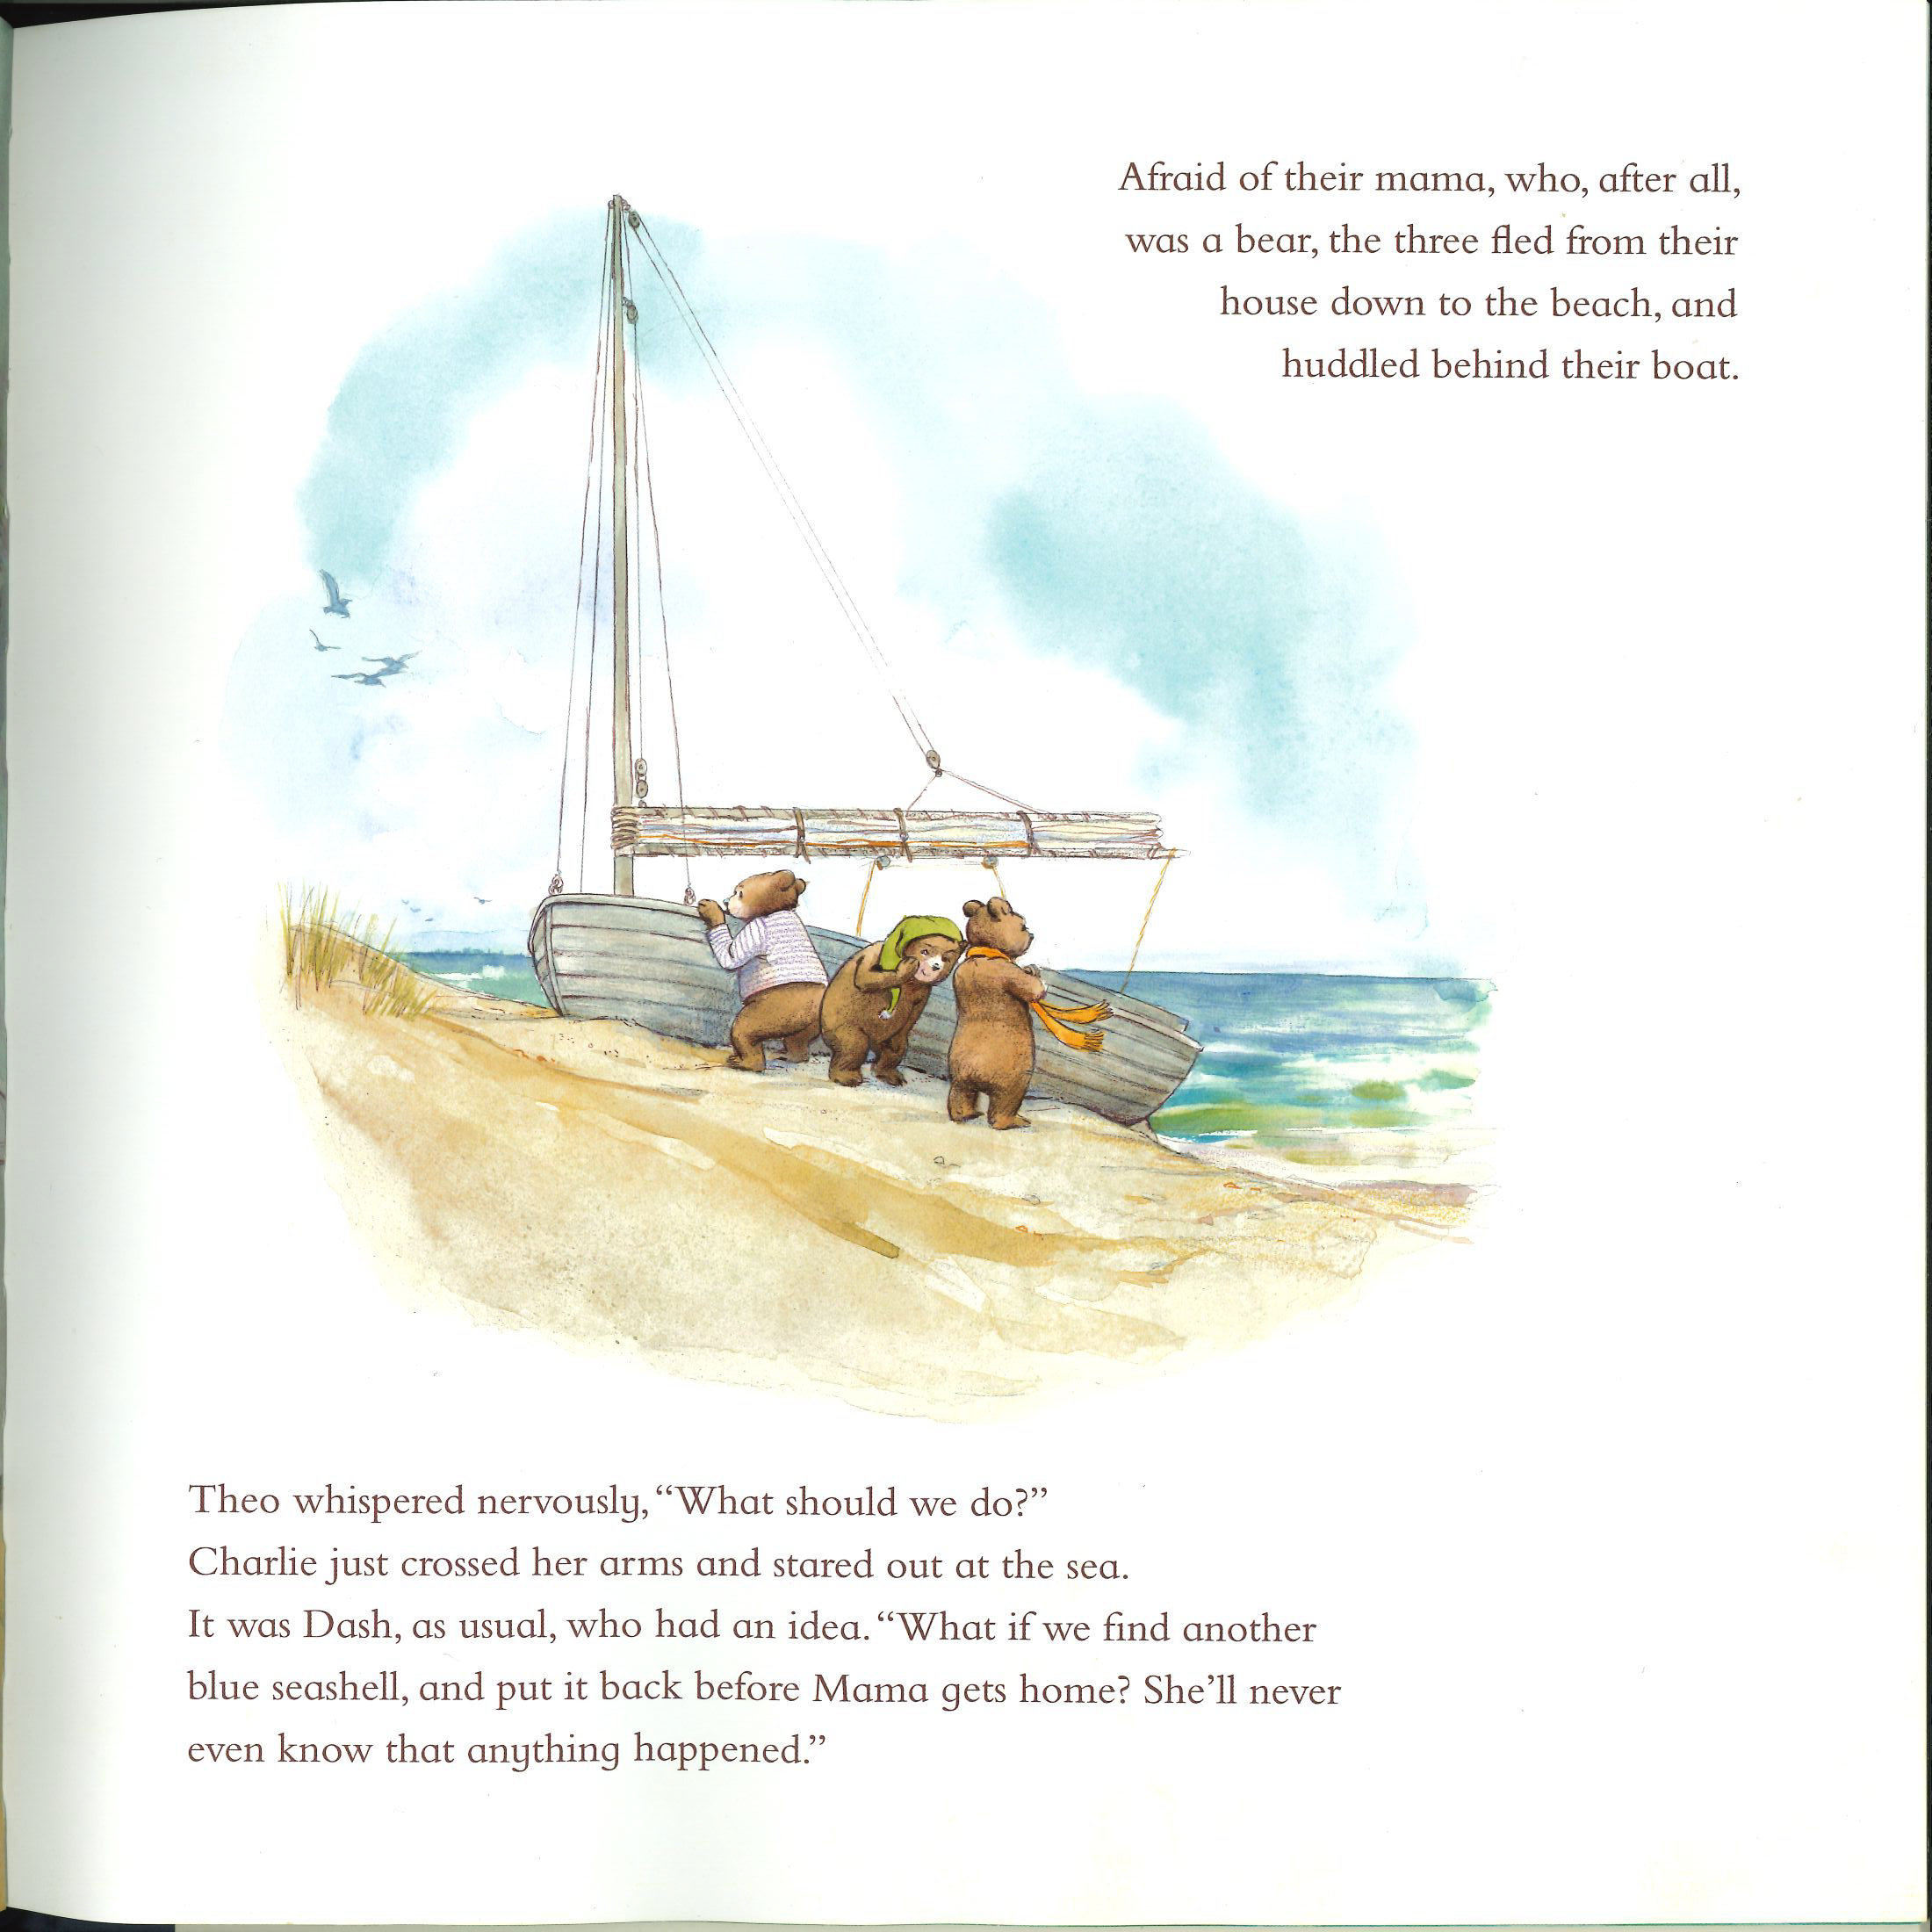 Afraid of their mama, who, after all,
was a bear, the three fled from their
house down to the beach, and
huddled behind their boat.
Theo whispered nervously, “What should we do?”
Charlie just crossed her arms and stared out at the sea.
It was Dash, as usual, who had an idea. “What if we find another
blue seashell, and put it back before Mama gets home? She’ll never
even know that anything happened.”